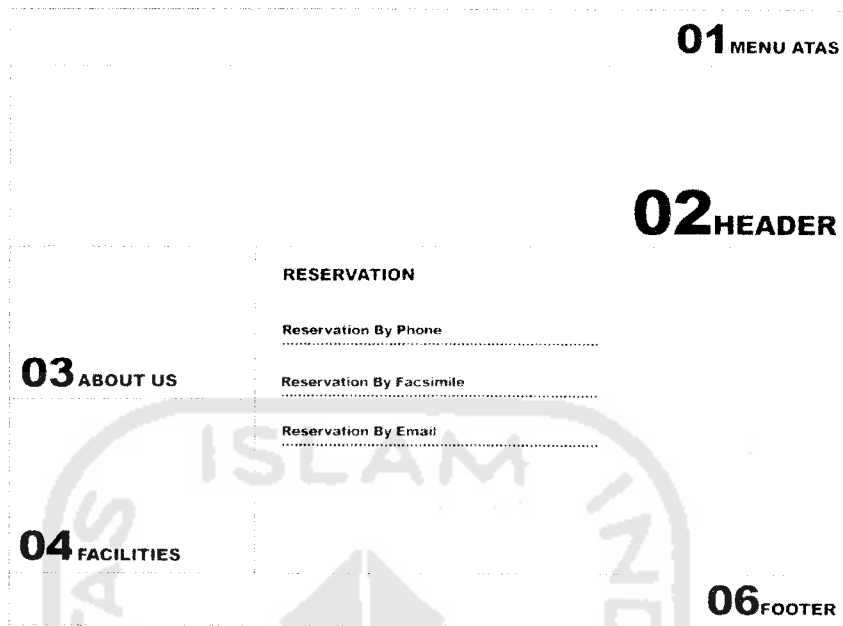 01 MENU ATAS
02 HEADER
RESERVATION
Reservation By Phone
03 ABOUT US
Reservation By Facsimile
Reservation By Email
ISLAM
04 FACILITIES
06 FOOTER